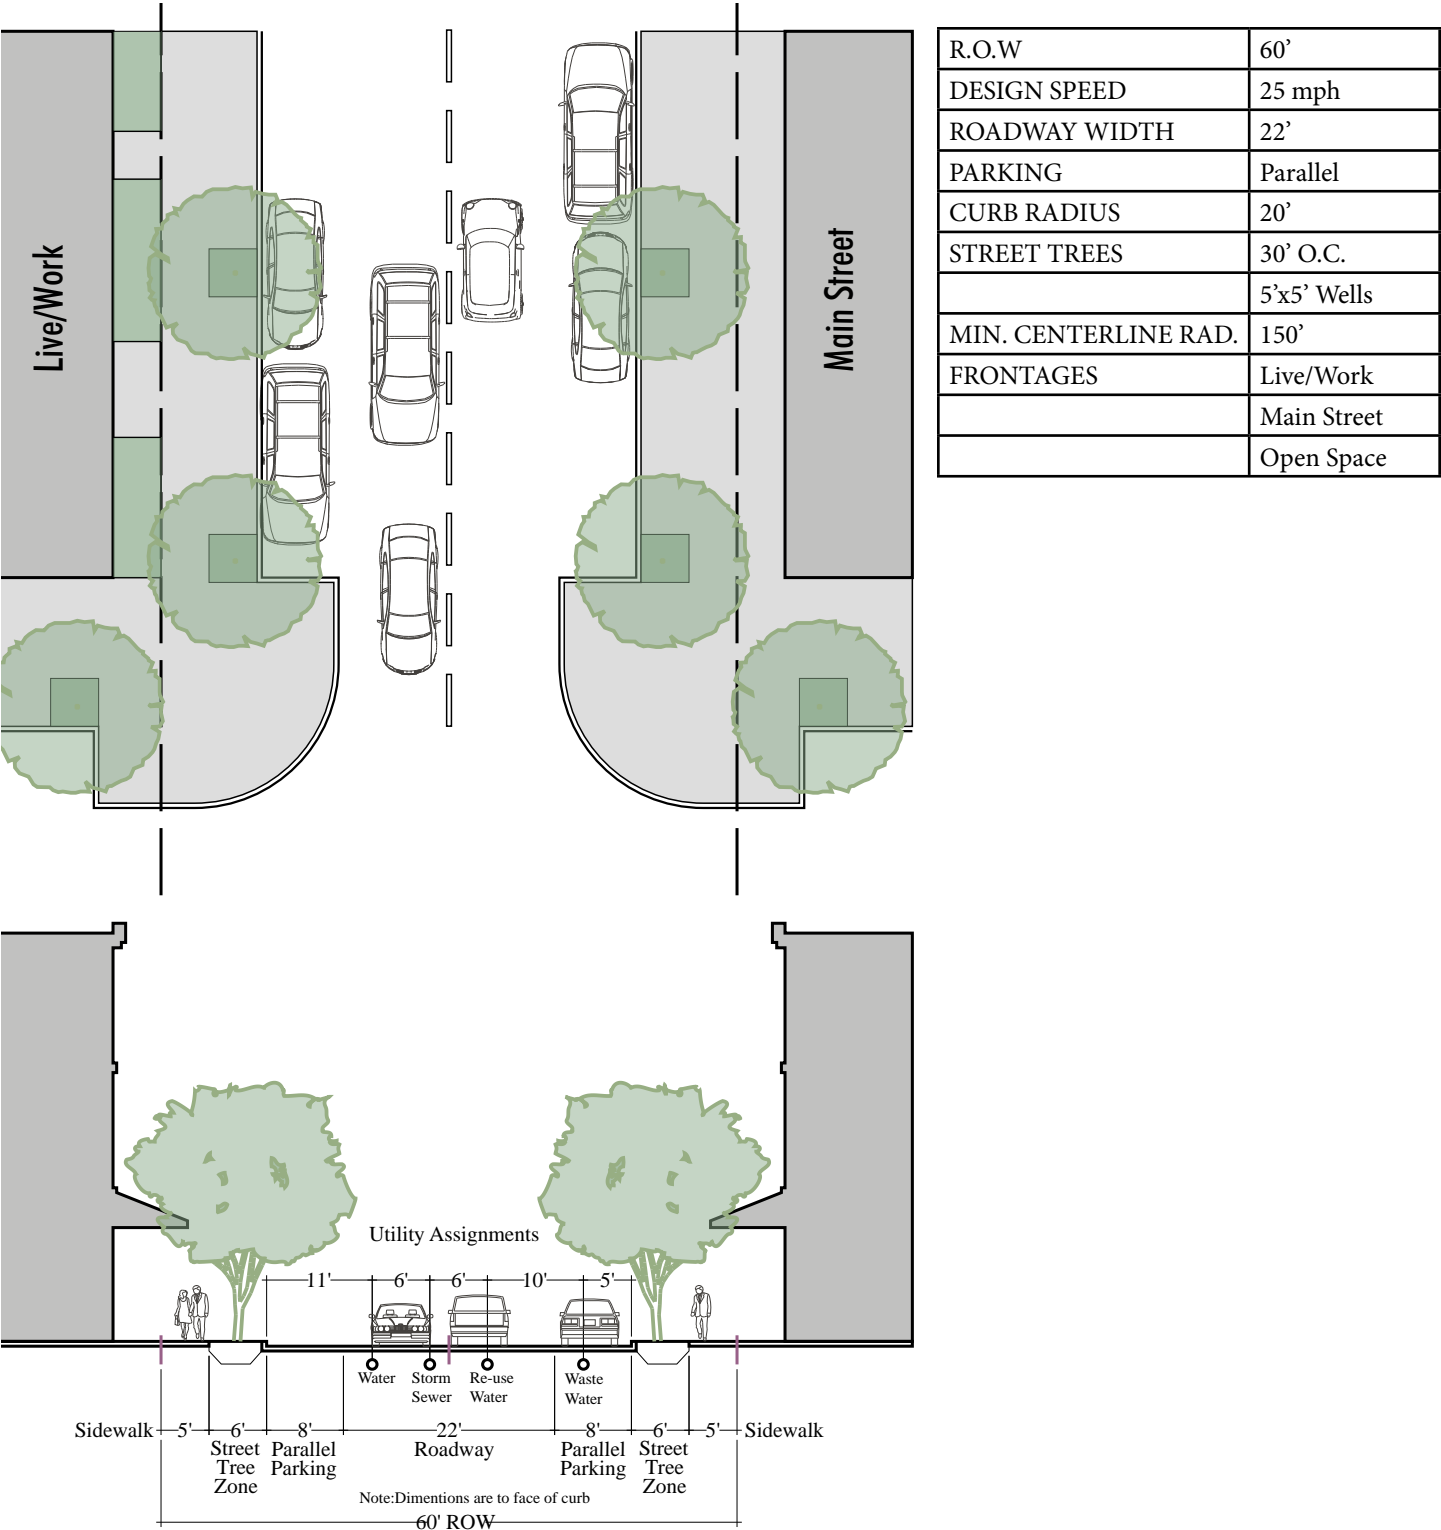 Live/Work
Main Street
R.O.W 60’
DESIGN SPEED 25 mph
ROADWAY WIDTH 22’
PARKING Parallel
CURB RADIUS 20’
STREET TREES 30’ O.C.
5’x5’ Wells
MIN. CENTERLINE RAD. 150’
FRONTAGES Live/Work
Main Street
Open Space
Utility Assignments
11' 6' 6' 10' 5'
Water Storm Re-use Waste
Sewer Water Water
Sidewalk 5' 6' 8' 22' 8' 6' 5' Sidewalk
Street Parallel Roadway Parallel Street
Tree Parking Parking Tree
Zone Zone
Note:Dimentions are to face of curb
60' ROW